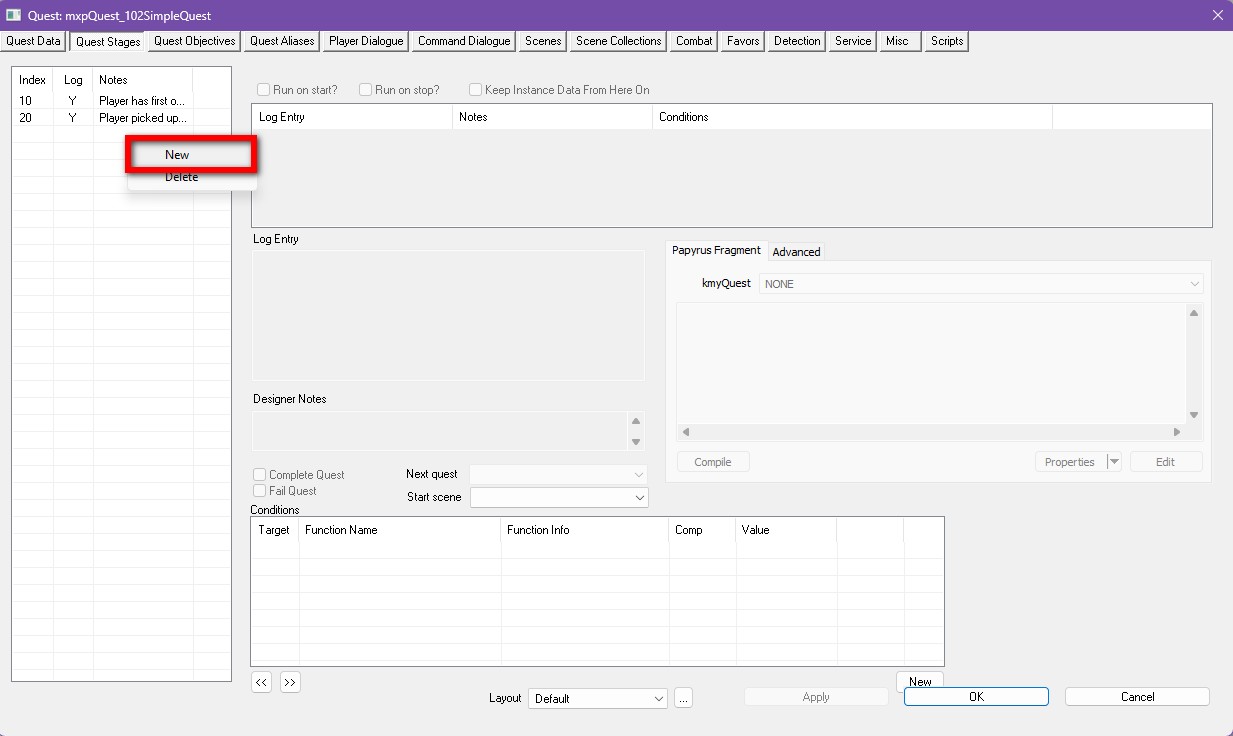 Quest: mxpQuest_102SimpleQuest
Quest Data Quest Stages Quest Objectives Quest Aliases Player Dialogue Command Dialogue Scenes Scene Collections Combat Favors Detection Service Misc Scripts
Index Log Notes
10 Y Player has first o...
20 Y Player picked up...
New
Delete
Run on start? Run on stop? Keep Instance Data From Here On
Log Entry Notes Conditions
Log Entry
Papyrus Fragment Advanced
kmyQuest NONE
Designer Notes
Compile Properties Edit
Complete Quest Next quest
Fail Quest Start scene
Conditions
Target Function Name Function Info Comp Value
<< >> New
Layout Default ... Apply OK Cancel